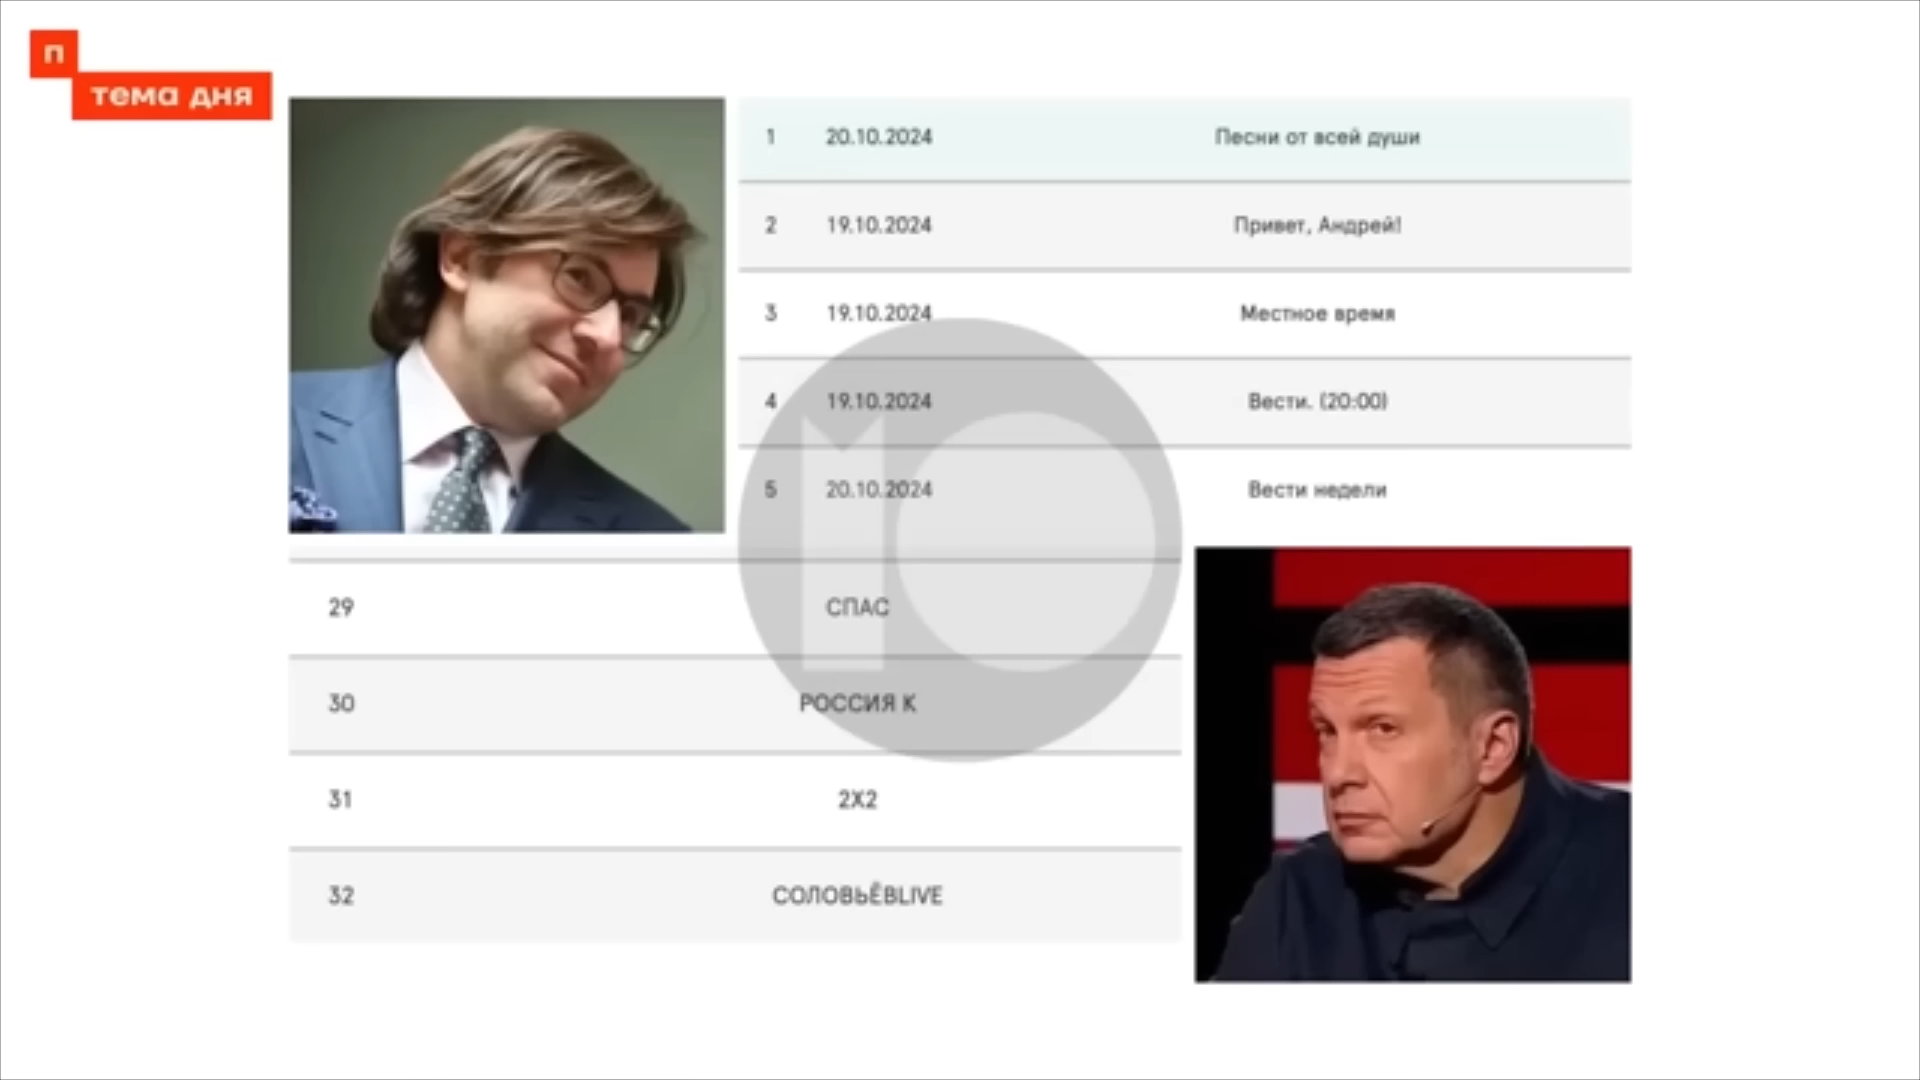 п
тема дня
1 20.10.2024 Песни от всей души
2 19.10.2024 Привет, Андрей!
3 19.10.2024 Местное время
4 19.10.2024 Вести. (20:00)
5 20.10.2024 Вести недели
29 СПАС
30 РОССИЯ К
31 2X2
32 СОЛОВЬЁВLIVE